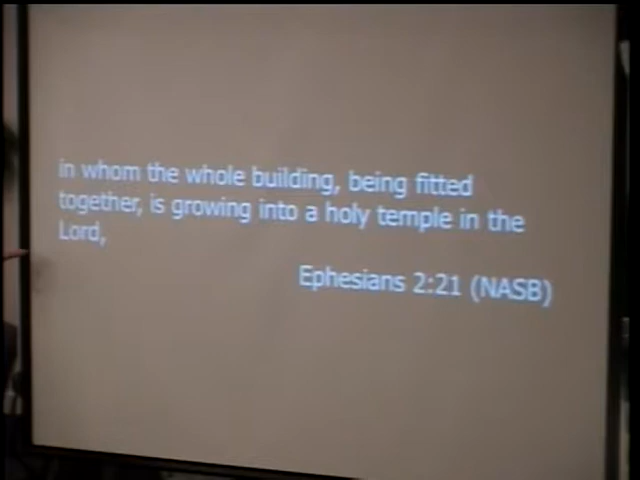 in whom the whole building, being fitted
together, is growing into a holy temple in the
Lord,
Ephesians 2:21 (NASB)